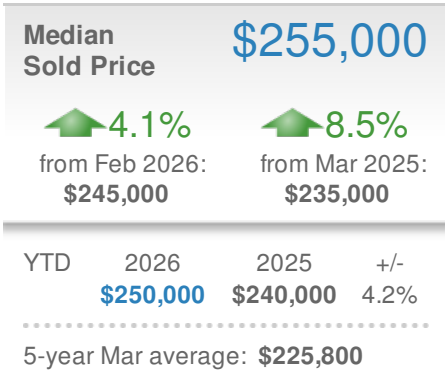 Median
Sold Price
$255,000
4.1%
from Feb 2026:
$245,000
8.5%
from Mar 2025:
$235,000
YTD 2026 2025 +/-
$250,000 $240,000 4.2%
5-year Mar average: $225,800